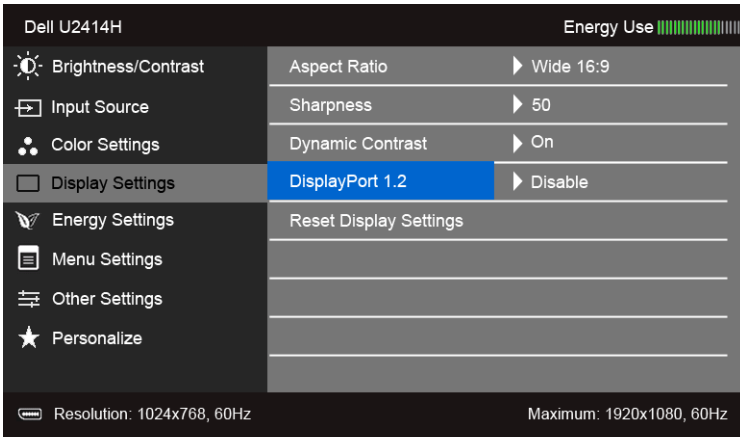 Dell U2414H Energy Use
Brightness/Contrast
Input Source
Color Settings
Display Settings
Energy Settings
Menu Settings
Other Settings
Personalize
Aspect Ratio Wide 16:9
Sharpness 50
Dynamic Contrast On
DisplayPort 1.2 Disable
Reset Display Settings
Resolution: 1024x768, 60Hz Maximum: 1920x1080, 60Hz